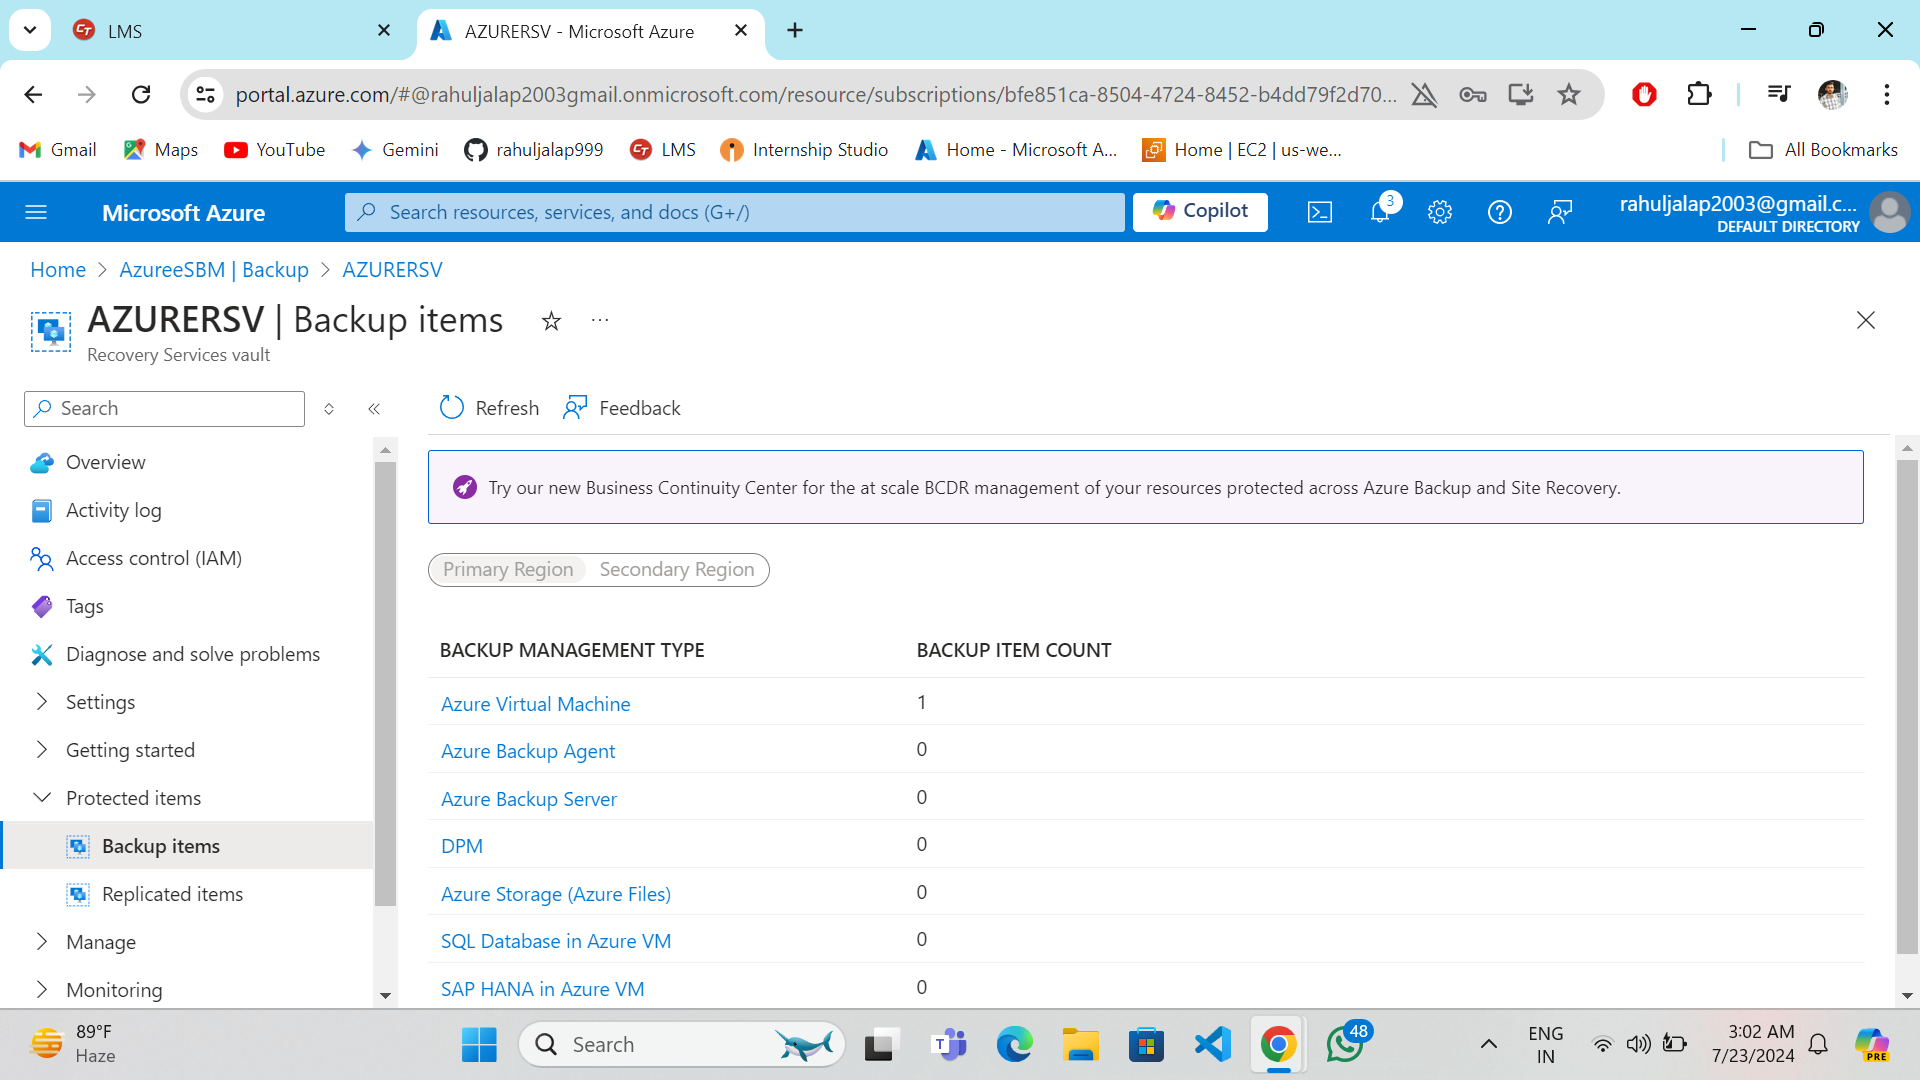 LMS
AZURERSV - Microsoft Azure
portal.azure.com/#@rahuljalap2003gmail.onmicrosoft.com/resource/subscriptions/bfe851ca-8504-4724-8452-b4dd79f2d70...
Gmail
Maps
YouTube
Gemini
rahuljalap999
LMS
Internship Studio
Home - Microsoft A...
Home | EC2 | us-we...
All Bookmarks
Microsoft Azure
Search resources, services, and docs (G+/)
Copilot
3
rahuljalap2003@gmail.c...
DEFAULT DIRECTORY
Home > AzureeSBM | Backup > AZURERSV
AZURERSV | Backup items
Recovery Services vault
Search
Refresh
Feedback
Overview
Activity log
Access control (IAM)
Tags
Diagnose and solve problems
Settings
Getting started
Protected items
Backup items
Replicated items
Manage
Monitoring
Try our new Business Continuity Center for the at scale BCDR management of your resources protected across Azure Backup and Site Recovery.
Primary Region
Secondary Region
BACKUP MANAGEMENT TYPE BACKUP ITEM COUNT
Azure Virtual Machine 1
Azure Backup Agent 0
Azure Backup Server 0
DPM 0
Azure Storage (Azure Files) 0
SQL Database in Azure VM 0
SAP HANA in Azure VM 0
89°F
Haze
Search
48
ENG
IN
3:02 AM
7/23/2024
PRE